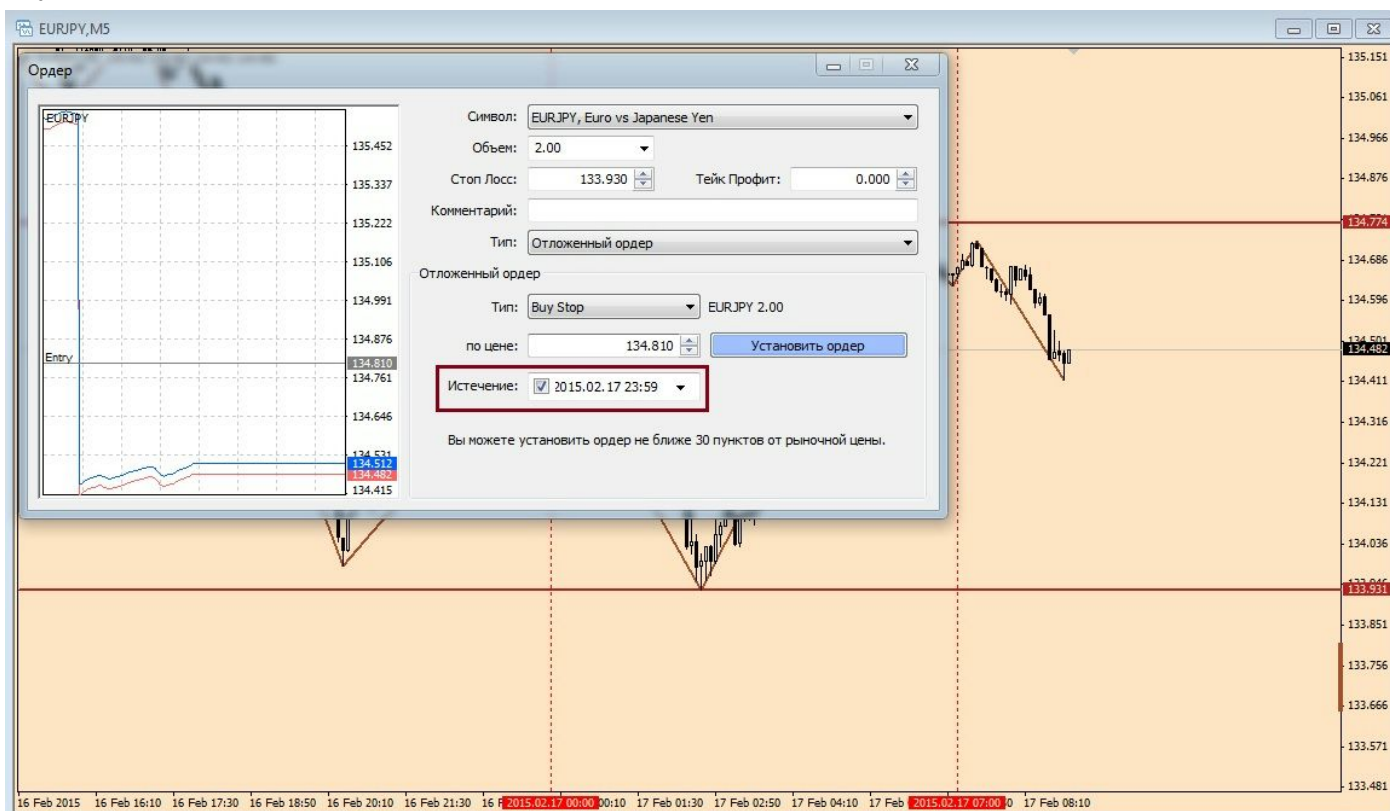 EURJPY,M5
Ордер
EURJPY
135.452
135.337
135.222
135.106
134.991
134.876
Entry
134.810
134.761
134.646
134.531
134.512
134.482
134.415
Символ: EURJPY, Euro vs Japanese Yen
Объем: 2.00
Стоп Лосс: 133.930 Тейк Профит: 0.000
Комментарий:
Тип: Отложенный ордер
Отложенный ордер
Тип: Buy Stop EURJPY 2.00
по цене: 134.810 Установить ордер
Истечение: 2015.02.17 23:59
Вы можете установить ордер не ближе 30 пунктов от рыночной цены.
135.151
135.061
134.966
134.876
134.774
134.686
134.596
134.501
134.482
134.411
134.316
134.221
134.131
134.036
133.931
133.851
133.756
133.666
133.571
133.481
16 Feb 2015 16 Feb 16:10 16 Feb 17:30 16 Feb 18:50 16 Feb 20:10 16 Feb 21:30 16 F 2015.02.17 00:00 00:10 17 Feb 01:30 17 Feb 02:50 17 Feb 04:10 17 Feb 2015.02.17 07:00 0 17 Feb 08:10